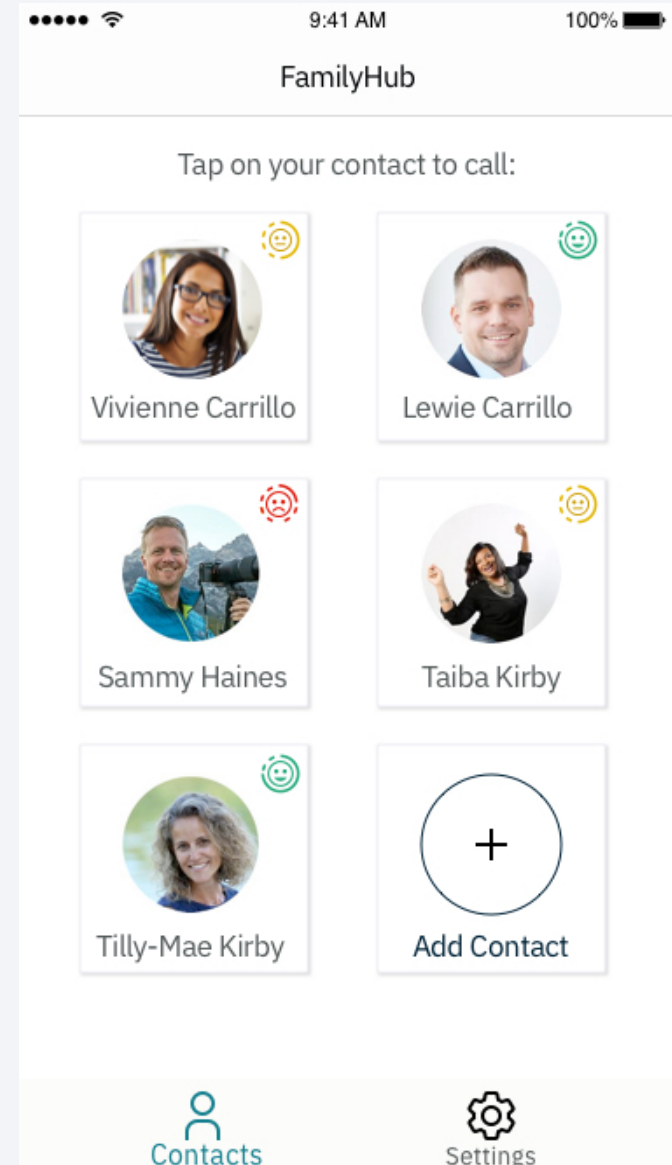 9:41 AM
100%
FamilyHub
Tap on your contact to call:
Vivienne Carrillo
Lewie Carrillo
Sammy Haines
Taiba Kirby
Tilly-Mae Kirby
Add Contact
Contacts
Settings